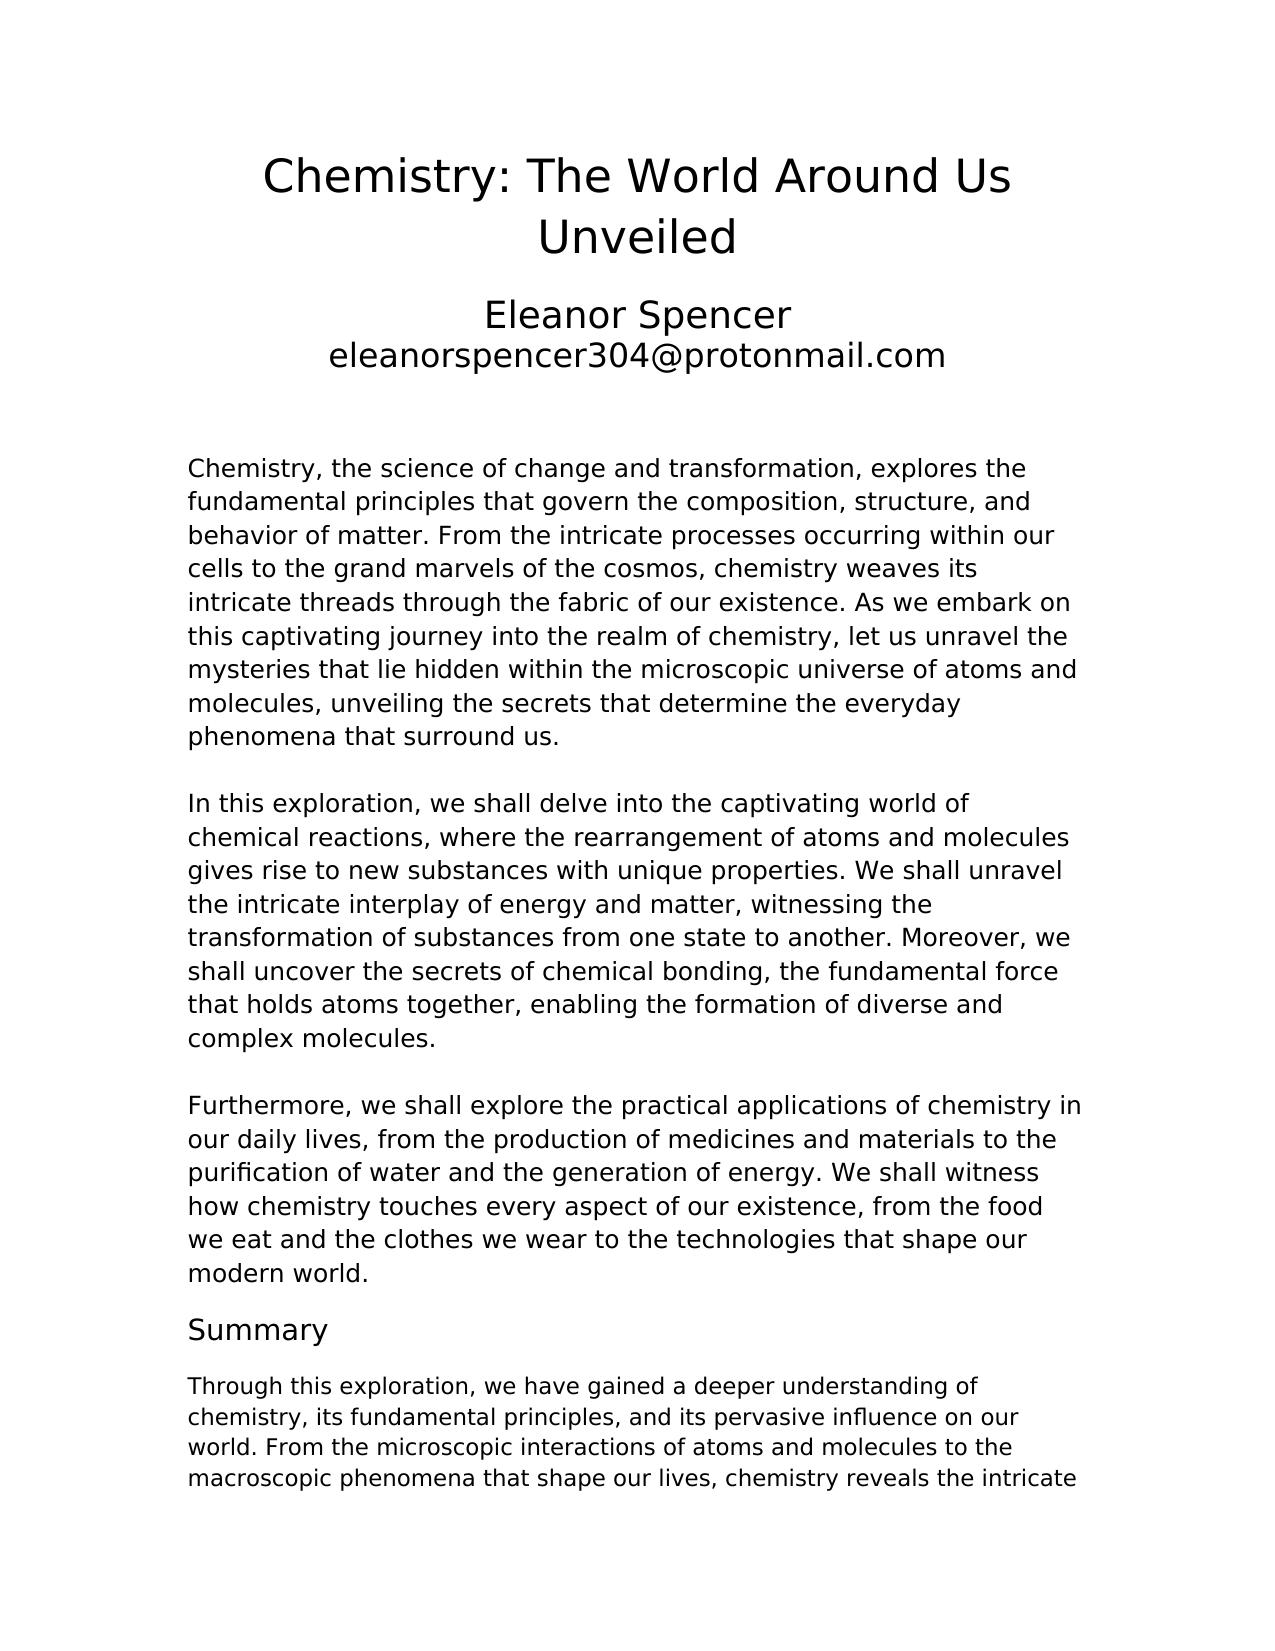 Chemistry: The World Around Us
Unveiled
Eleanor Spencer
eleanorspencer304@protonmail.com
Chemistry, the science of change and transformation, explores the
fundamental principles that govern the composition, structure, and
behavior of matter. From the intricate processes occurring within our
cells to the grand marvels of the cosmos, chemistry weaves its
intricate threads through the fabric of our existence. As we embark on
this captivating journey into the realm of chemistry, let us unravel the
mysteries that lie hidden within the microscopic universe of atoms and
molecules, unveiling the secrets that determine the everyday
phenomena that surround us.
In this exploration, we shall delve into the captivating world of
chemical reactions, where the rearrangement of atoms and molecules
gives rise to new substances with unique properties. We shall unravel
the intricate interplay of energy and matter, witnessing the
transformation of substances from one state to another. Moreover, we
shall uncover the secrets of chemical bonding, the fundamental force
that holds atoms together, enabling the formation of diverse and
complex molecules.
Furthermore, we shall explore the practical applications of chemistry in
our daily lives, from the production of medicines and materials to the
purification of water and the generation of energy. We shall witness
how chemistry touches every aspect of our existence, from the food
we eat and the clothes we wear to the technologies that shape our
modern world.
Summary
Through this exploration, we have gained a deeper understanding of
chemistry, its fundamental principles, and its pervasive influence on our
world. From the microscopic interactions of atoms and molecules to the
macroscopic phenomena that shape our lives, chemistry reveals the intricate